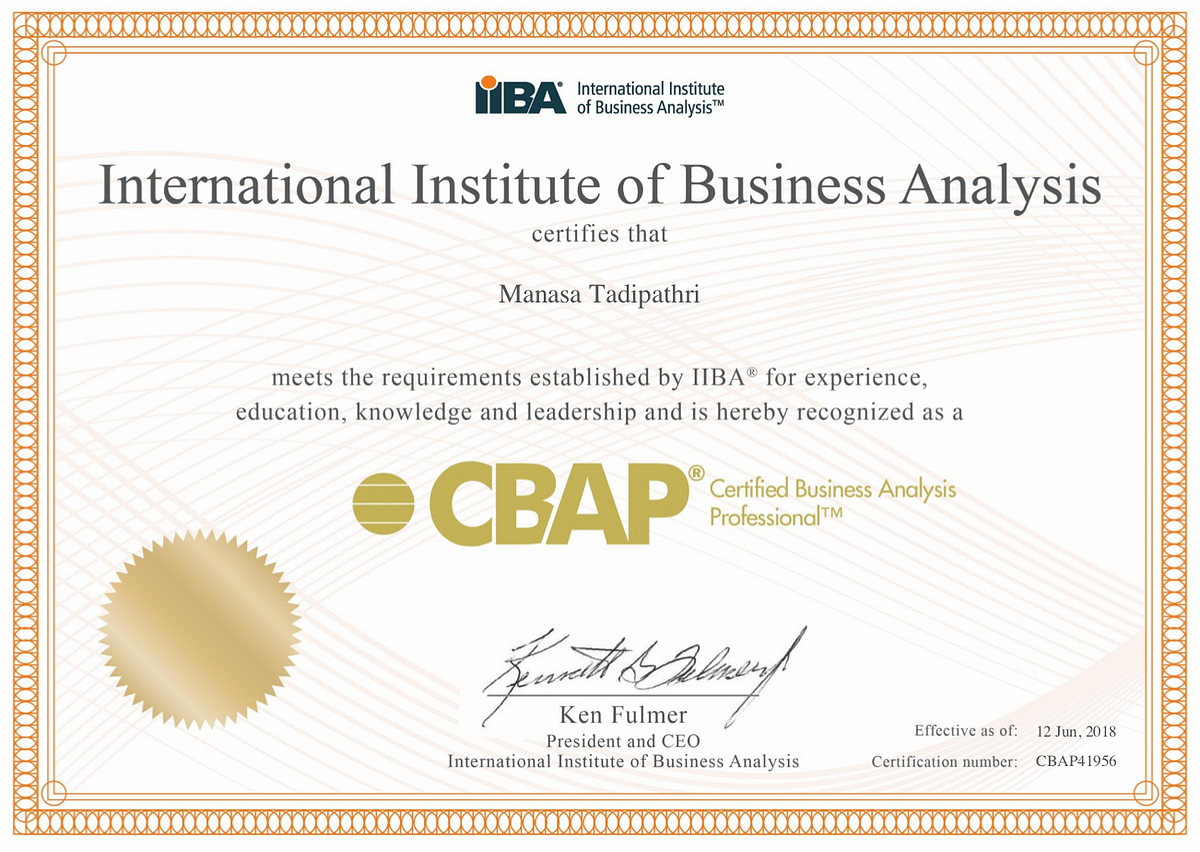 IIBA® International Institute
of Business Analysis™
International Institute of Business Analysis
certifies that
Manasa Tadipathri
meets the requirements established by IIBA® for experience,
education, knowledge and leadership and is hereby recognized as a
CBAP® Certified Business Analysis
Professional™
Ken Fulmer
President and CEO
International Institute of Business Analysis
Effective as of: 12 Jun, 2018
Certification number: CBAP41956